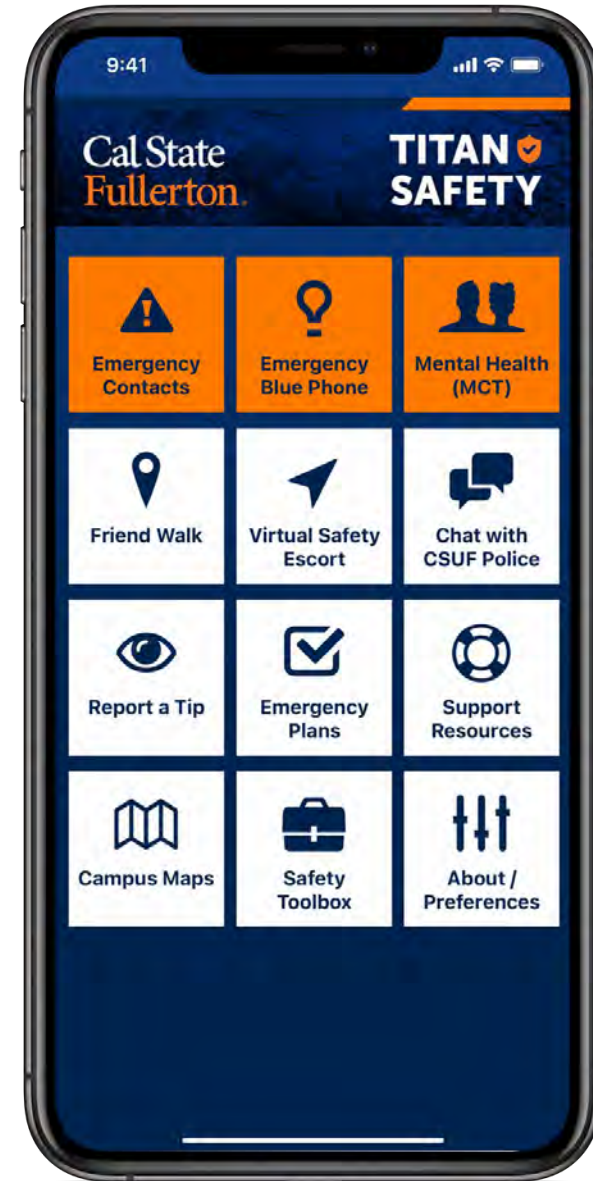 9:41
Cal State
Fullerton.
TITAN
SAFETY
Emergency
Contacts
Emergency
Blue Phone
Mental Health
(MCT)
Friend Walk
Virtual Safety
Escort
Chat with
CSUF Police
Report a Tip
Emergency
Plans
Support
Resources
Campus Maps
Safety
Toolbox
About /
Preferences